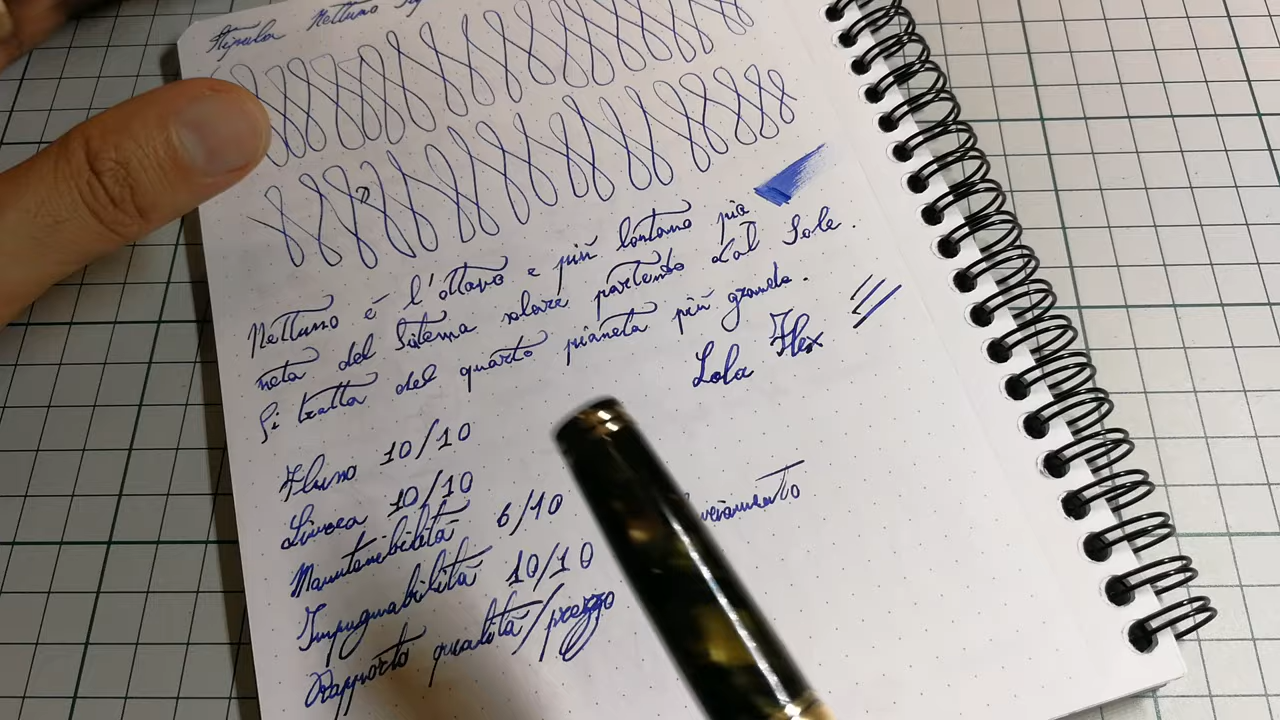 Stipula Nettuno
Nettuno è l'ottavo e più lontano pia
neta del Sistema solare partendo dal Sole.
Si tratta del quarto pianeta più grande.
Lola Flex
Flusso 10/10
Linea 10/10
Manutenibilità 6/10
Impugnabilità 10/10
Rapporto qualità/prezzo